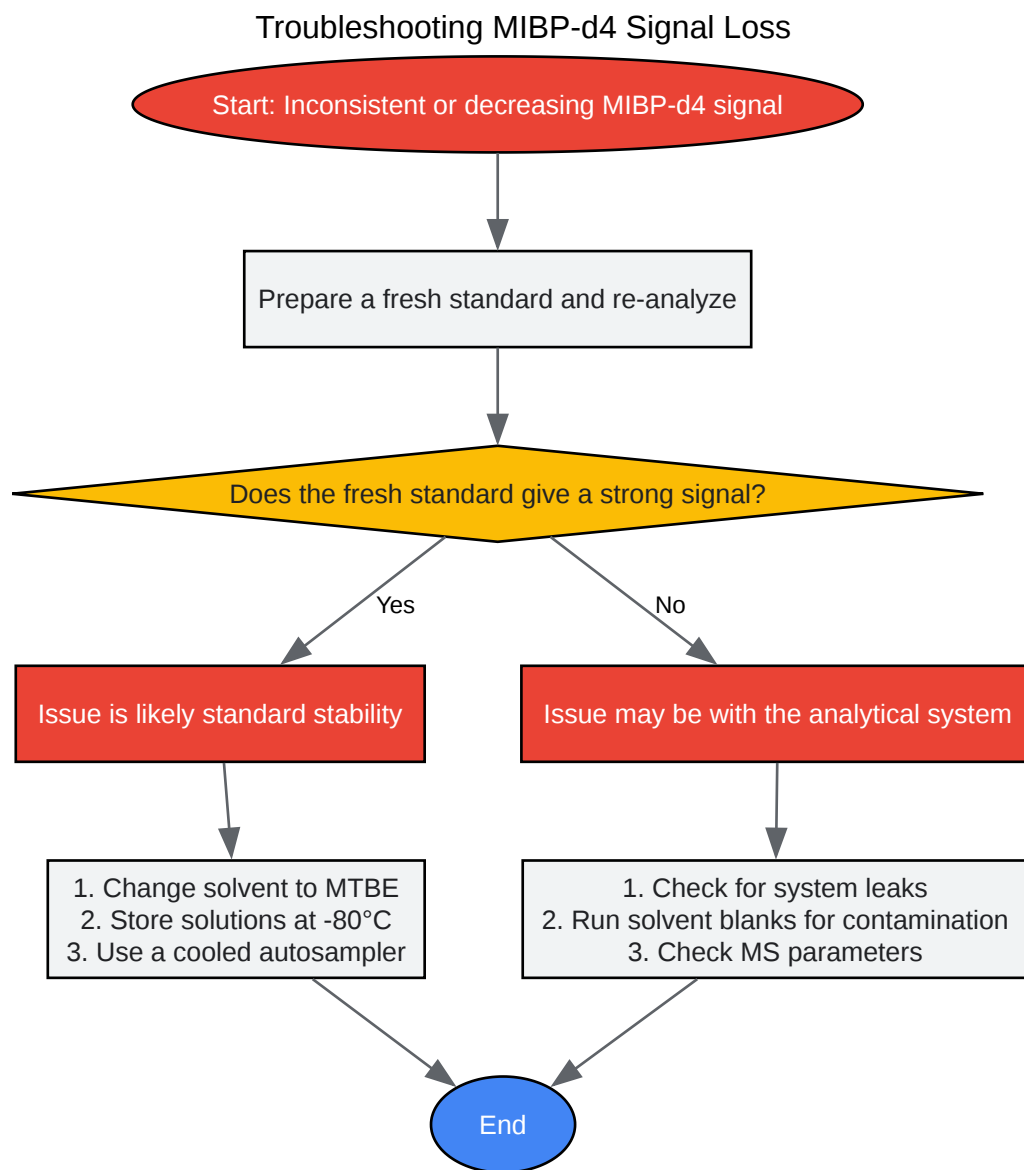 Troubleshooting MIBP-d4 Signal Loss
Start: Inconsistent or decreasing MIBP-d4 signal
Prepare a fresh standard and re-analyze
Does the fresh standard give a strong signal?
Yes
No
Issue is likely standard stability
Issue may be with the analytical system
1. Change solvent to MTBE
2. Store solutions at -80°C
3. Use a cooled autosampler
1. Check for system leaks
2. Run solvent blanks for contamination
3. Check MS parameters
End